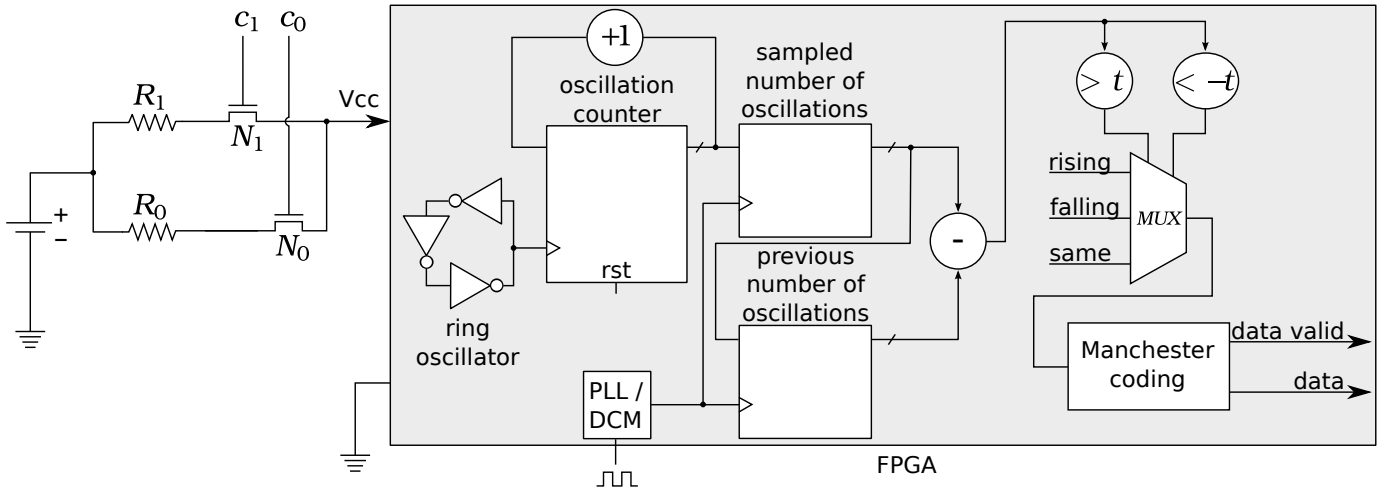 c1 c0
R1
N1
Vcc
R0
N0
+
-
+1
oscillation
counter
rst
ring
oscillator
PLL /
DCM
sampled
number of
oscillations
previous
number of
oscillations
-
> t
< -t
rising
falling
same
MUX
Manchester
coding
data valid
data
FPGA